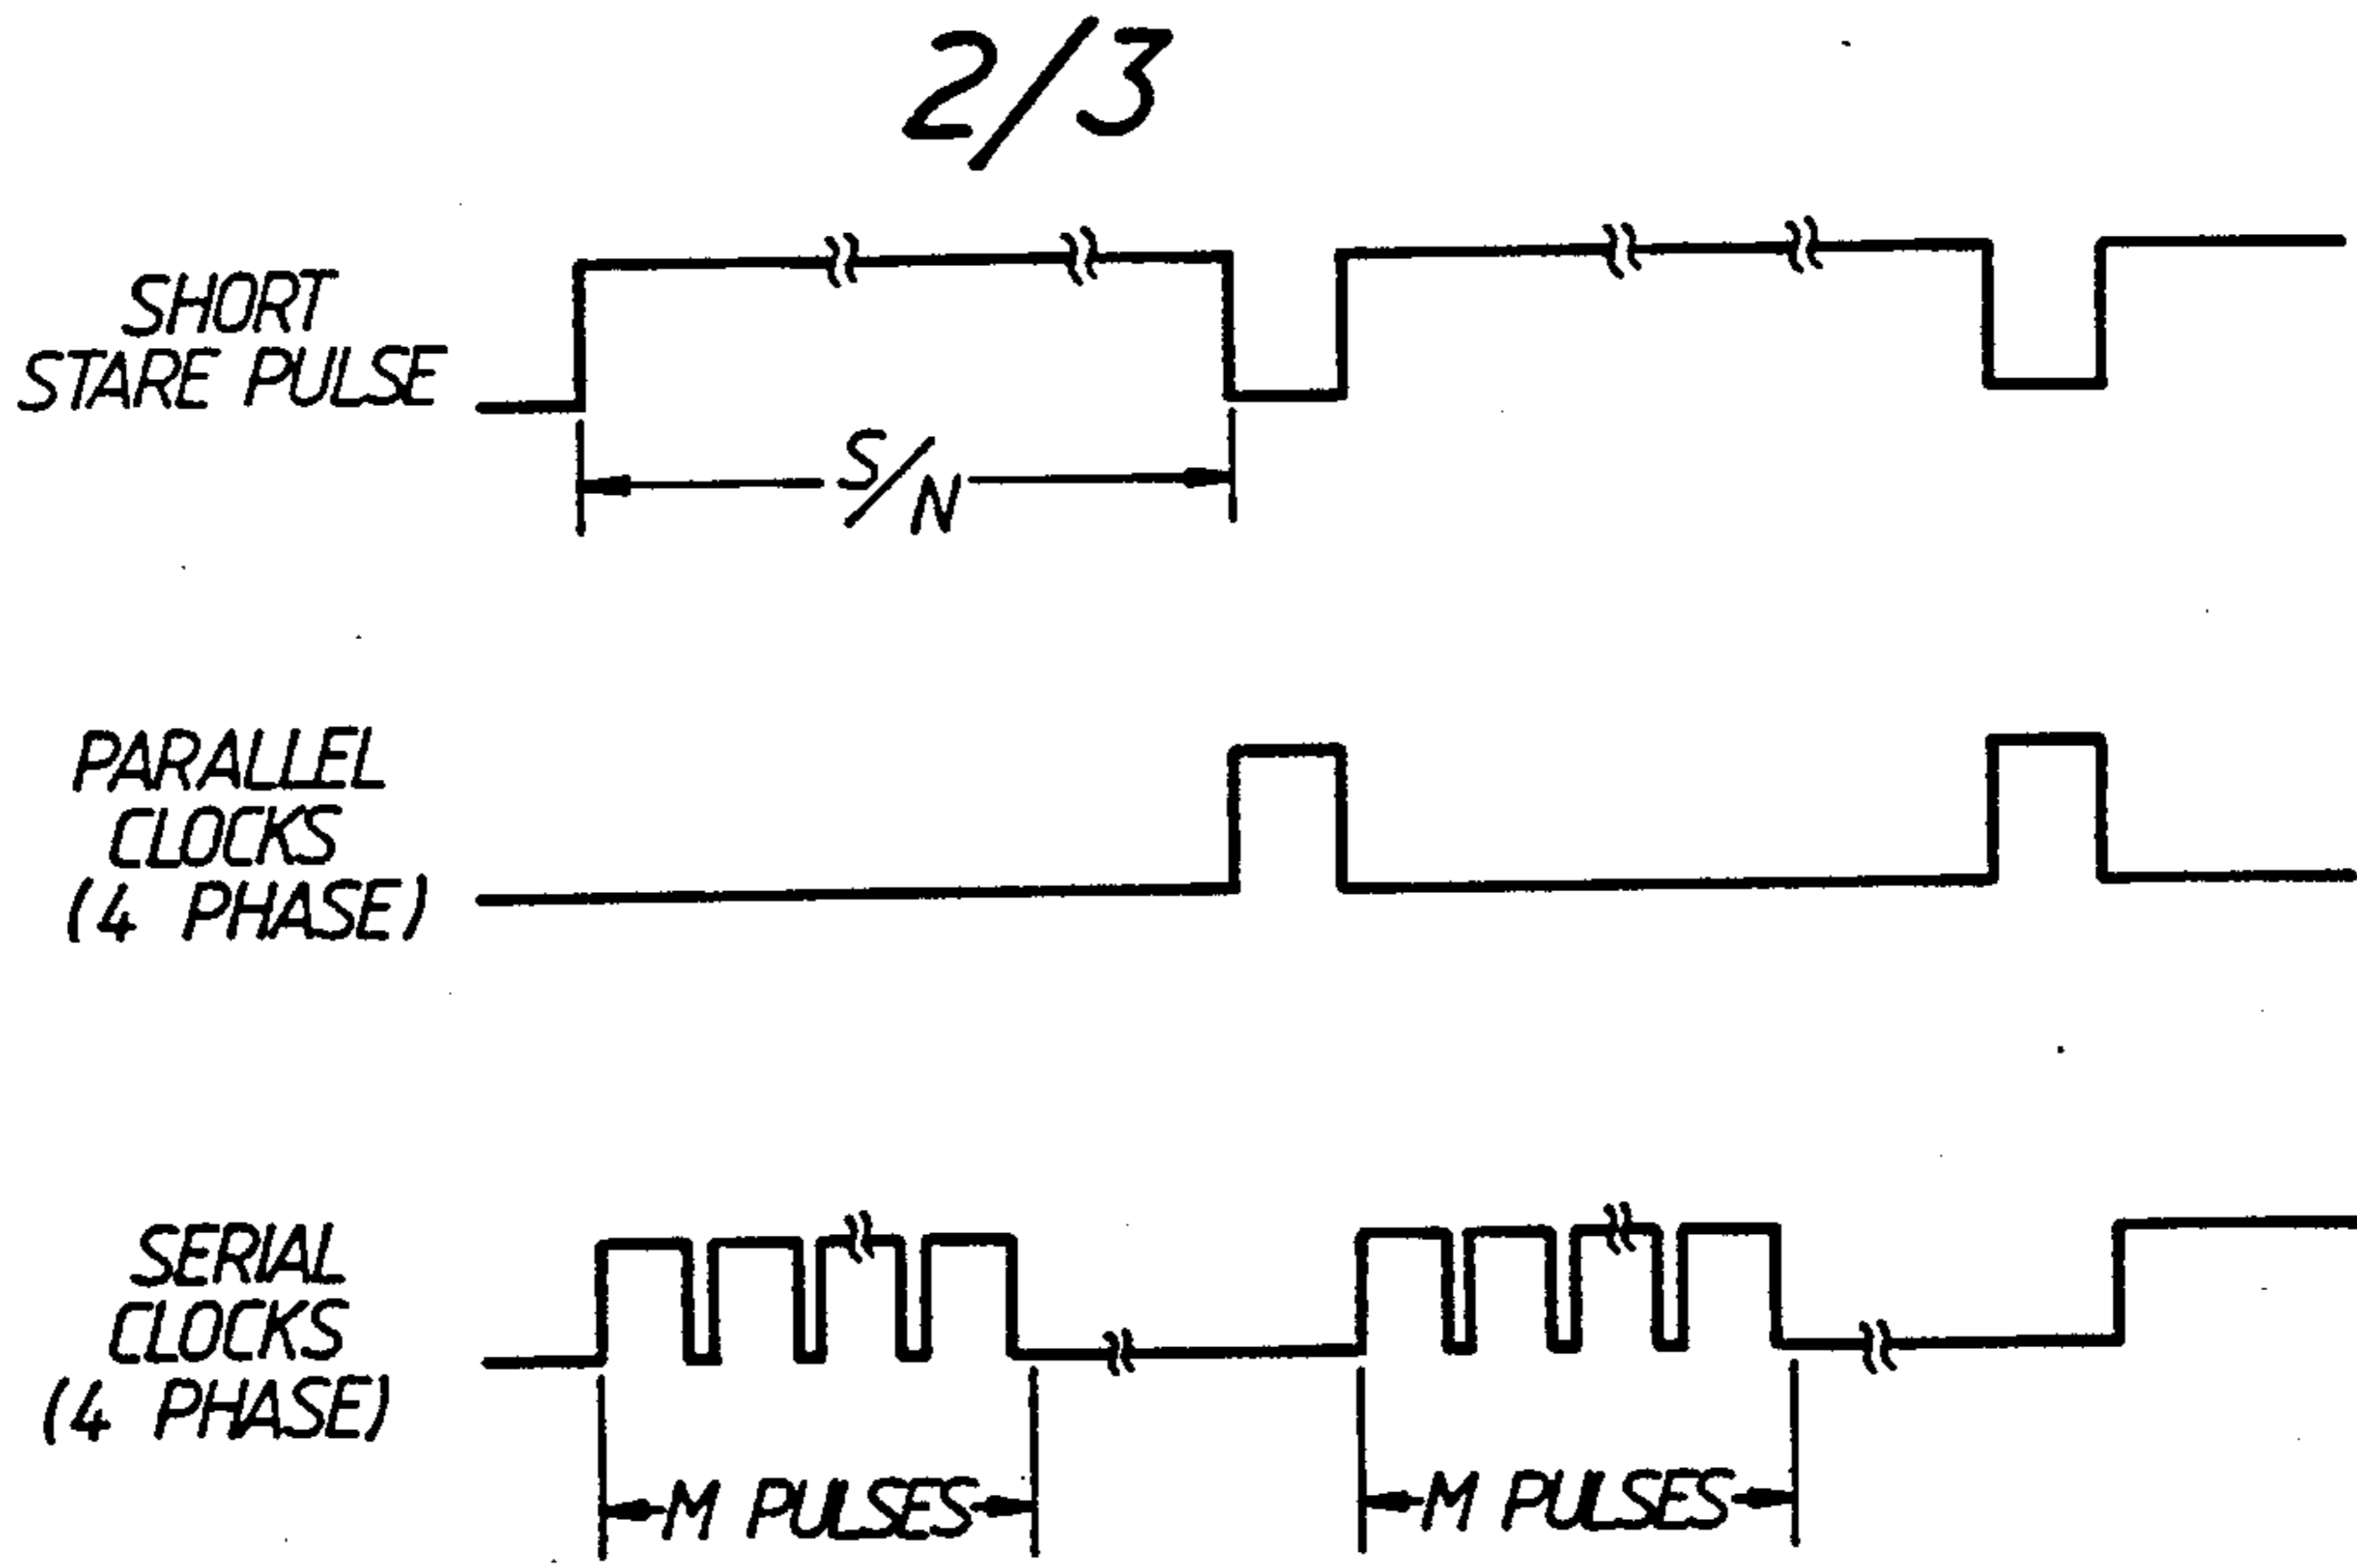 2/3
SHORT
STARE PULSE
S/N
PARALLEL
CLOCKS
(4 PHASE)
SERIAL
CLOCKS
(4 PHASE)
M PULSES
M PULSES